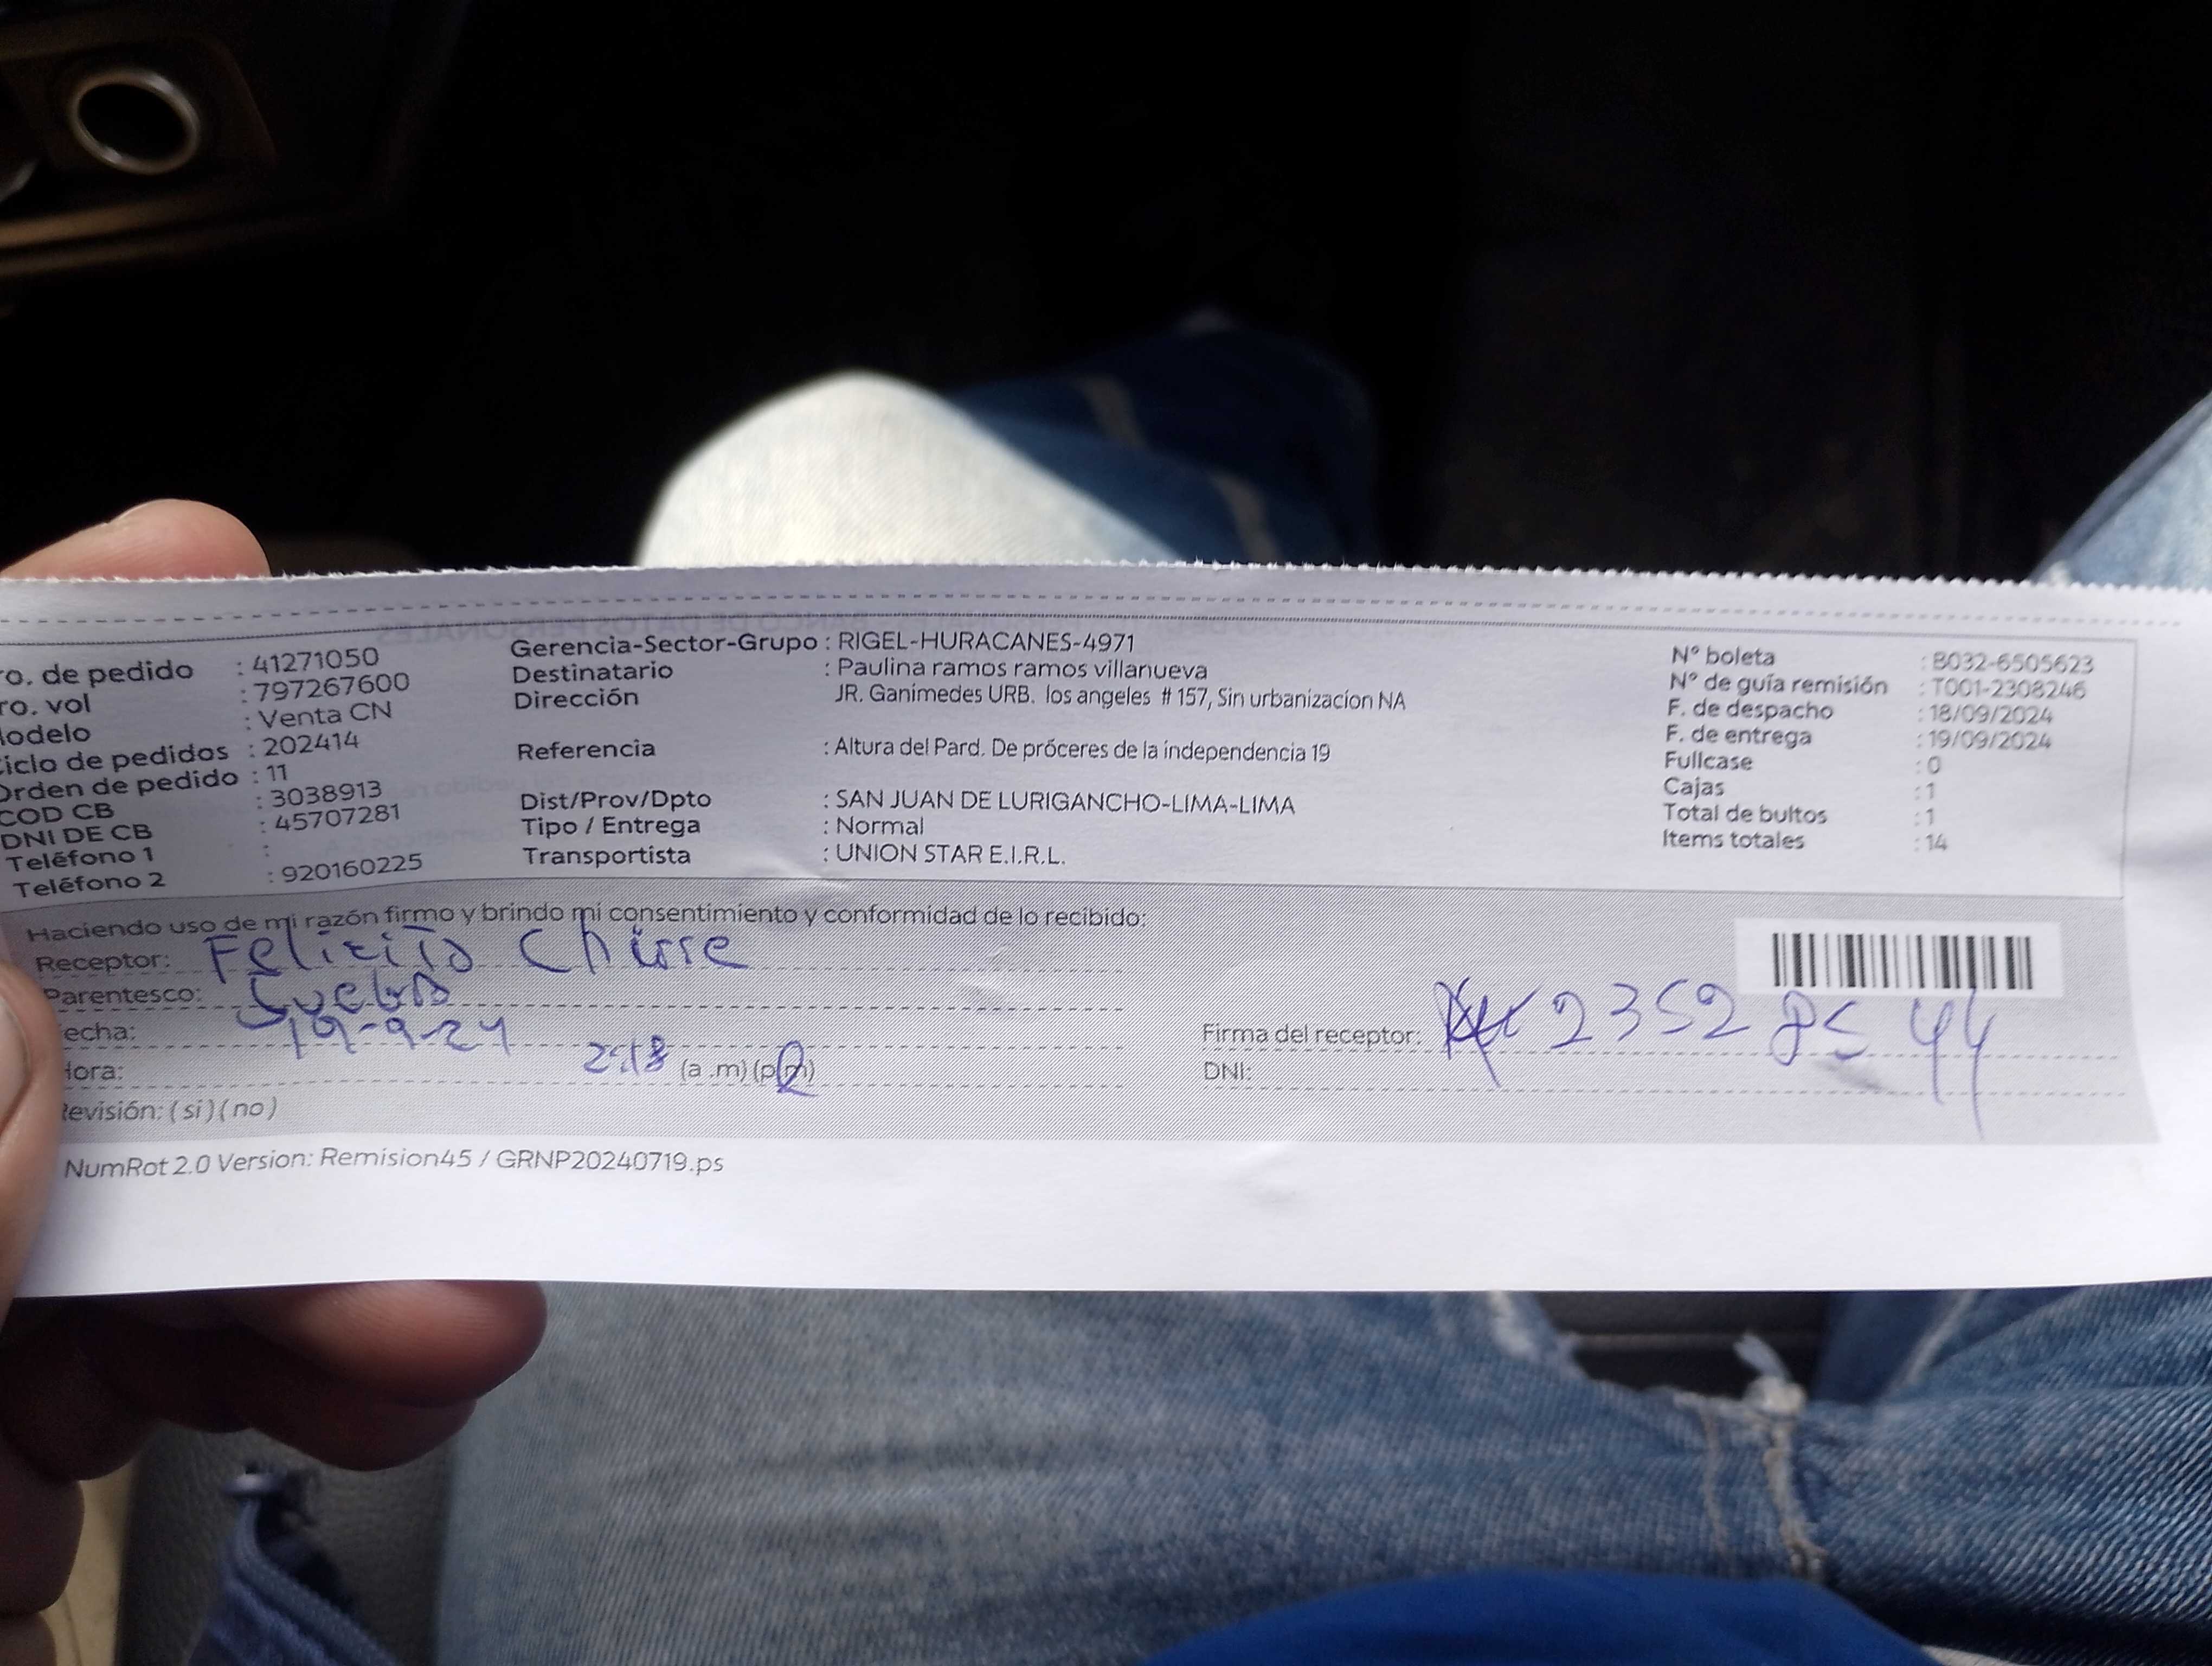 ro. de pedido : 41271050
ro. vol : 797267600
odelo : Venta CN
iclo de pedidos : 202414
Orden de pedido : 11
COD CB : 3038913
DNI DE CB : 45707281
Teléfono 1 :
Teléfono 2 : 920160225
Gerencia-Sector-Grupo : RIGEL-HURACANES-4971
Destinatario : Paulina ramos ramos villanueva
Dirección JR. Ganimedes URB. los angeles # 157, Sin urbanizacion NA
Referencia : Altura del Pard. De próceres de la independencia 19
Dist/Prov/Dpto : SAN JUAN DE LURIGANCHO-LIMA-LIMA
Tipo / Entrega : Normal
Transportista : UNION STAR E.I.R.L.
N° boleta : B032-6505623
N° de guía remisión : T001-2308246
F. de despacho : 18/09/2024
F. de entrega : 19/09/2024
Fullcase : 0
Cajas : 1
Total de bultos : 1
Items totales : 14
Haciendo uso de mi razón firmo y brindo mi consentimiento y conformidad de lo recibido:
Receptor: Felicito
Parentesco: Suegro
echa: 19-9-24
Hora: 2:18 (a .m) (p.m)
Revisión: ( si ) ( no )
Firma del receptor:
DNI:
NumRot 2.0 Version: Remision45 / GRNP20240719.ps